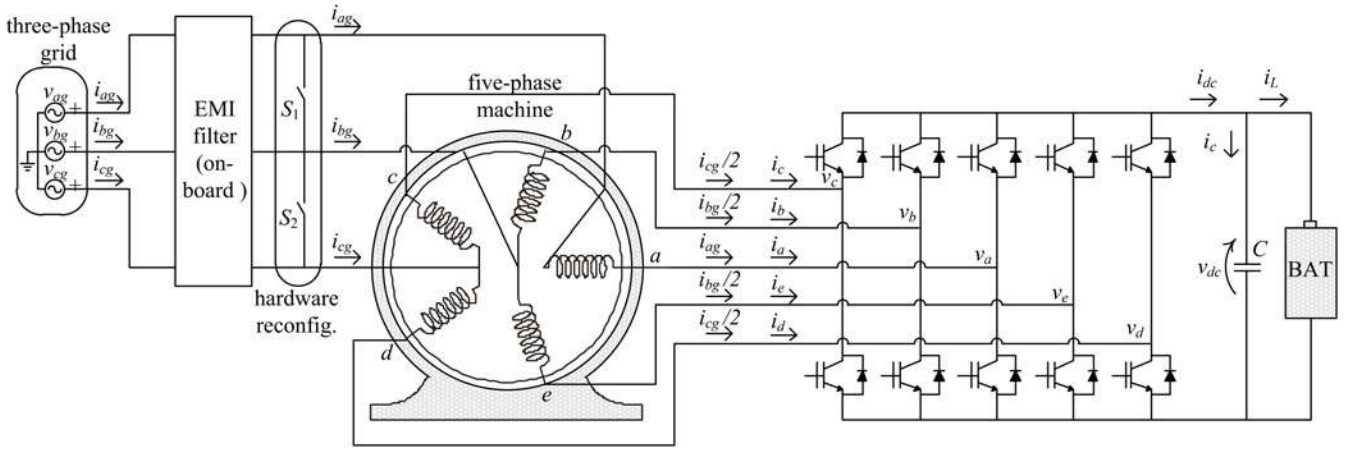 three-phase
grid
v_ag
+
i_ag
v_bg
+
i_bg
v_cg
+
i_cg
EMI
filter
(on-
board )
S_1
S_2
hardware
reconfig.
i_ag
i_bg
i_cg
five-phase
machine
a
b
c
d
e
i_cg/2
i_c
i_bg/2
i_b
i_ag
i_a
i_bg/2
i_e
i_cg/2
i_d
v_c
v_b
v_a
v_e
v_d
i_dc
i_L
i_c
v_dc
C
BAT